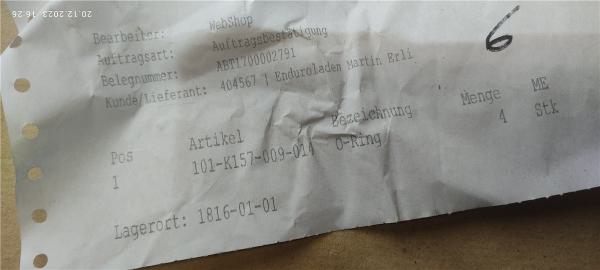 20.12.2023 16:26
6
Bearbeiter: WebShop
Auftragsart: Auftragsbestätigung
Belegnummer: ABT1700002791
Kunde/Lieferant: 404567 | Enduroladen Martin Erli
Pos Artikel Bezeichnung Menge ME
1 101-K157-009-014 O-Ring 4 Stk
Lagerort: 1816-01-01